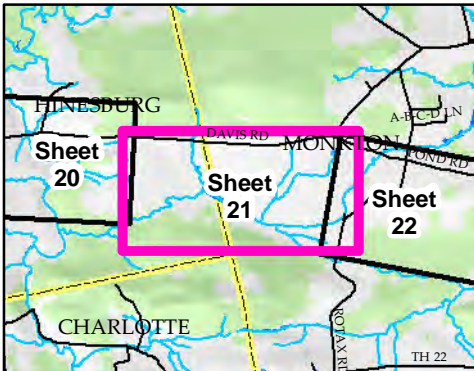 HINESBURG
A-B-C-D LN
DAVIS RD
MONKTON
POND RD
Sheet
20
Sheet
21
Sheet
22
CHARLOTTE
ROTAX RD
TH 22